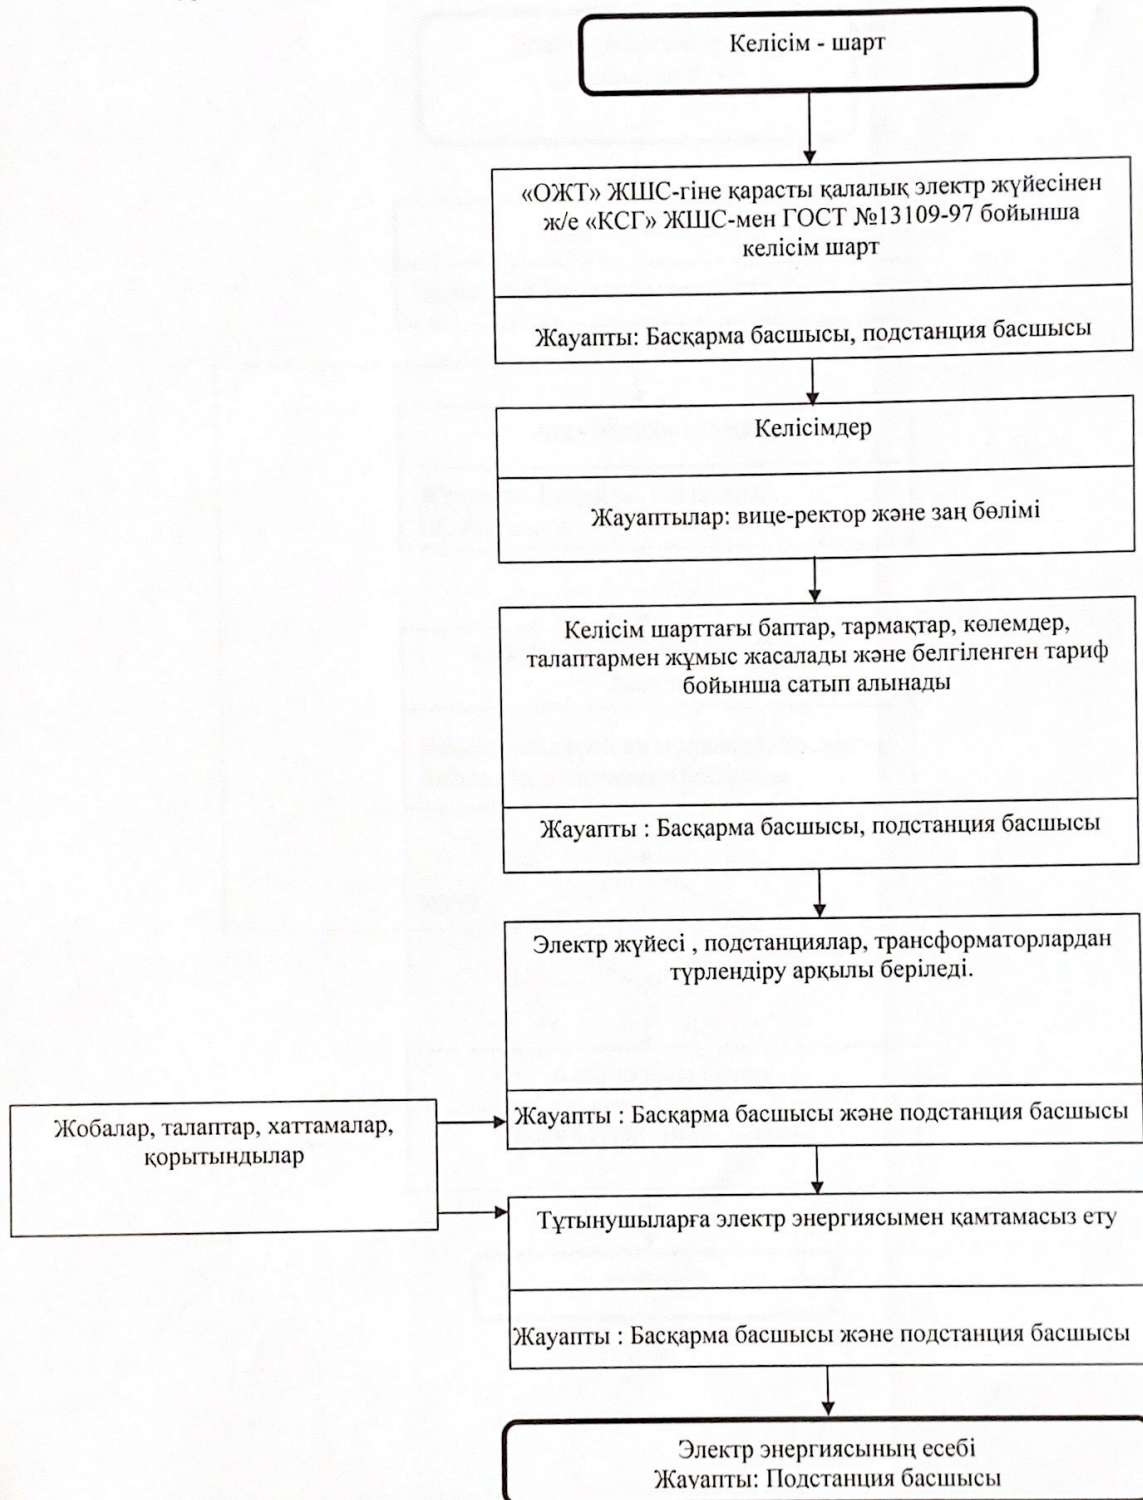 Келісім - шарт
«ОЖТ» ЖШС-гіне қарасты қалалық электр жүйесінен
ж/е «КСГ» ЖШС-мен ГОСТ №13109-97 бойынша
келісім шарт
Жауапты: Басқарма басшысы, подстанция басшысы
Келісімдер
Жауаптылар: вице-ректор және заң бөлімі
Келісім шарттағы баптар, тармақтар, көлемдер,
талаптармен жұмыс жасалады және белгіленген тариф
бойынша сатып алынады
Жауапты : Басқарма басшысы, подстанция басшысы
Электр жүйесі , подстанциялар, трансформаторлардан
түрлендіру арқылы беріледі.
Жауапты : Басқарма басшысы және подстанция басшысы
Жобалар, талаптар, хаттамалар,
қорытындылар
Тұтынушыларға электр энергиясымен қамтамасыз ету
Жауапты : Басқарма басшысы және подстанция басшысы
Электр энергиясының есебі
Жауапты: Подстанция басшысы